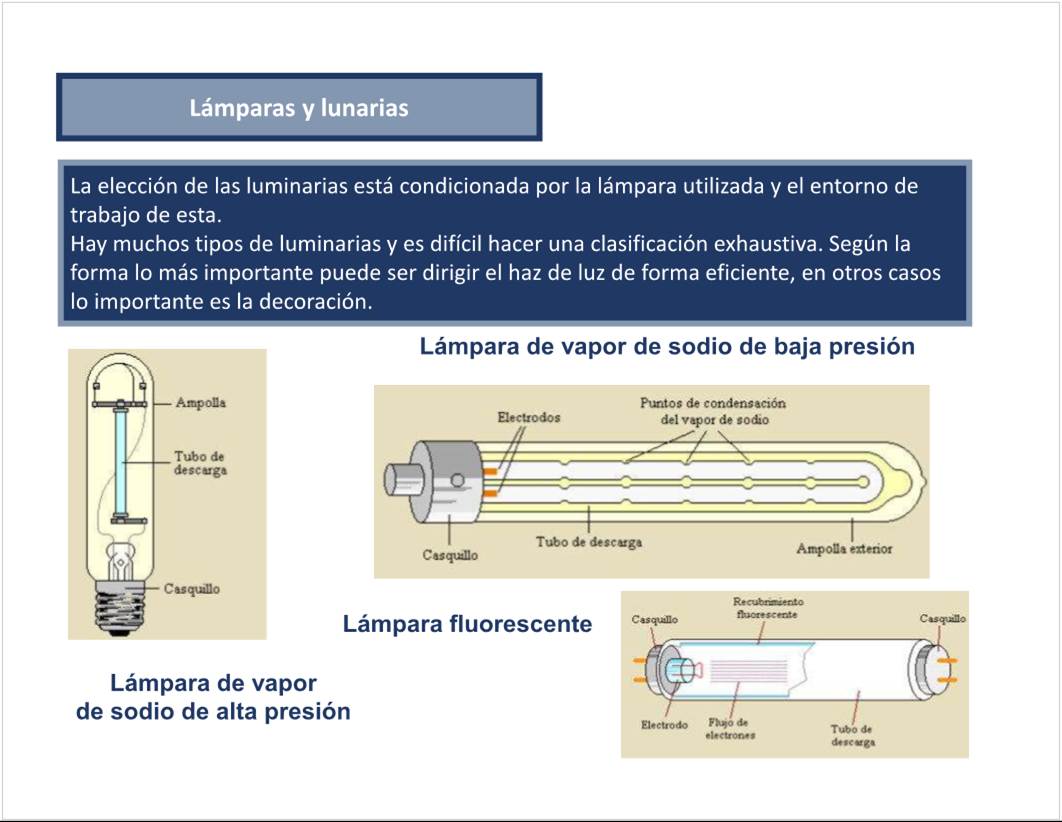 Lámparas y lunarias
La elección de las luminarias está condicionada por la lámpara utilizada y el entorno de
trabajo de esta.
Hay muchos tipos de luminarias y es difícil hacer una clasificación exhaustiva. Según la
forma lo más importante puede ser dirigir el haz de luz de forma eficiente, en otros casos
lo importante es la decoración.
Lámpara de vapor de sodio de baja presión
Ampolla
Tubo de
descarga
Casquillo
Lámpara de vapor
de sodio de alta presión
Electrodos
Puntos de condensación
del vapor de sodio
Casquillo
Tubo de descarga
Ampolla exterior
Lámpara fluorescente
Casquillo
Recubrimiento
fluorescente
Casquillo
Electrodo
Flujo de
electrones
Tubo de
descarga